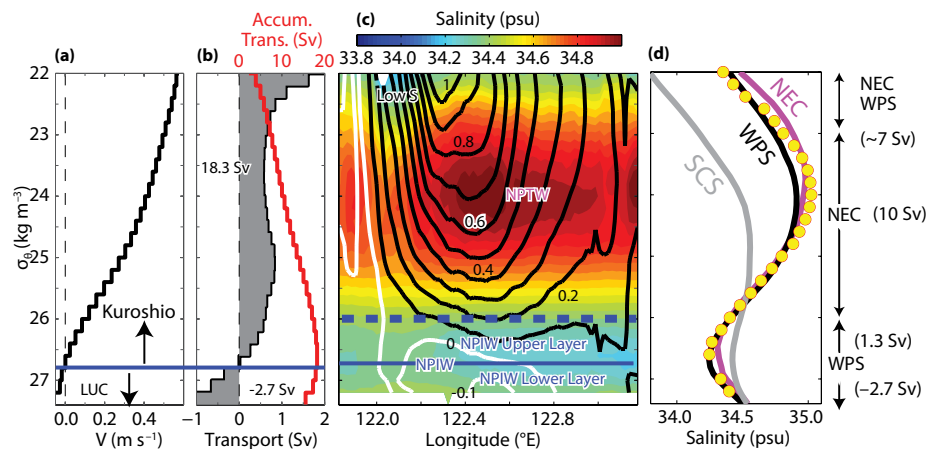 Accum.
Trans. (Sv)
0 10 20
(a)
(b)
(c)
Salinity (psu)
33.8 34.0 34.2 34.4 34.6 34.8
(d)
22
23
24
25
26
27
σθ (kg m⁻³)
Kuroshio
LUC
0.0 0.2 0.4 0.6
V (m s⁻¹)
18.3 Sv
-2.7 Sv
−1 0 1 2
Transport (Sv)
Low S
1
0.8
NPTW
0.6
0.4
0.2
0
NPIW Upper Layer
NPIW
NPIW Lower Layer
-0.1
122.0 122.4 122.8
Longitude (°E)
NEC
WPS
SCS
34.0 34.5 35.0
Salinity (psu)
NEC
WPS
(~7 Sv)
NEC (10 Sv)
(1.3 Sv)
WPS
(−2.7 Sv)